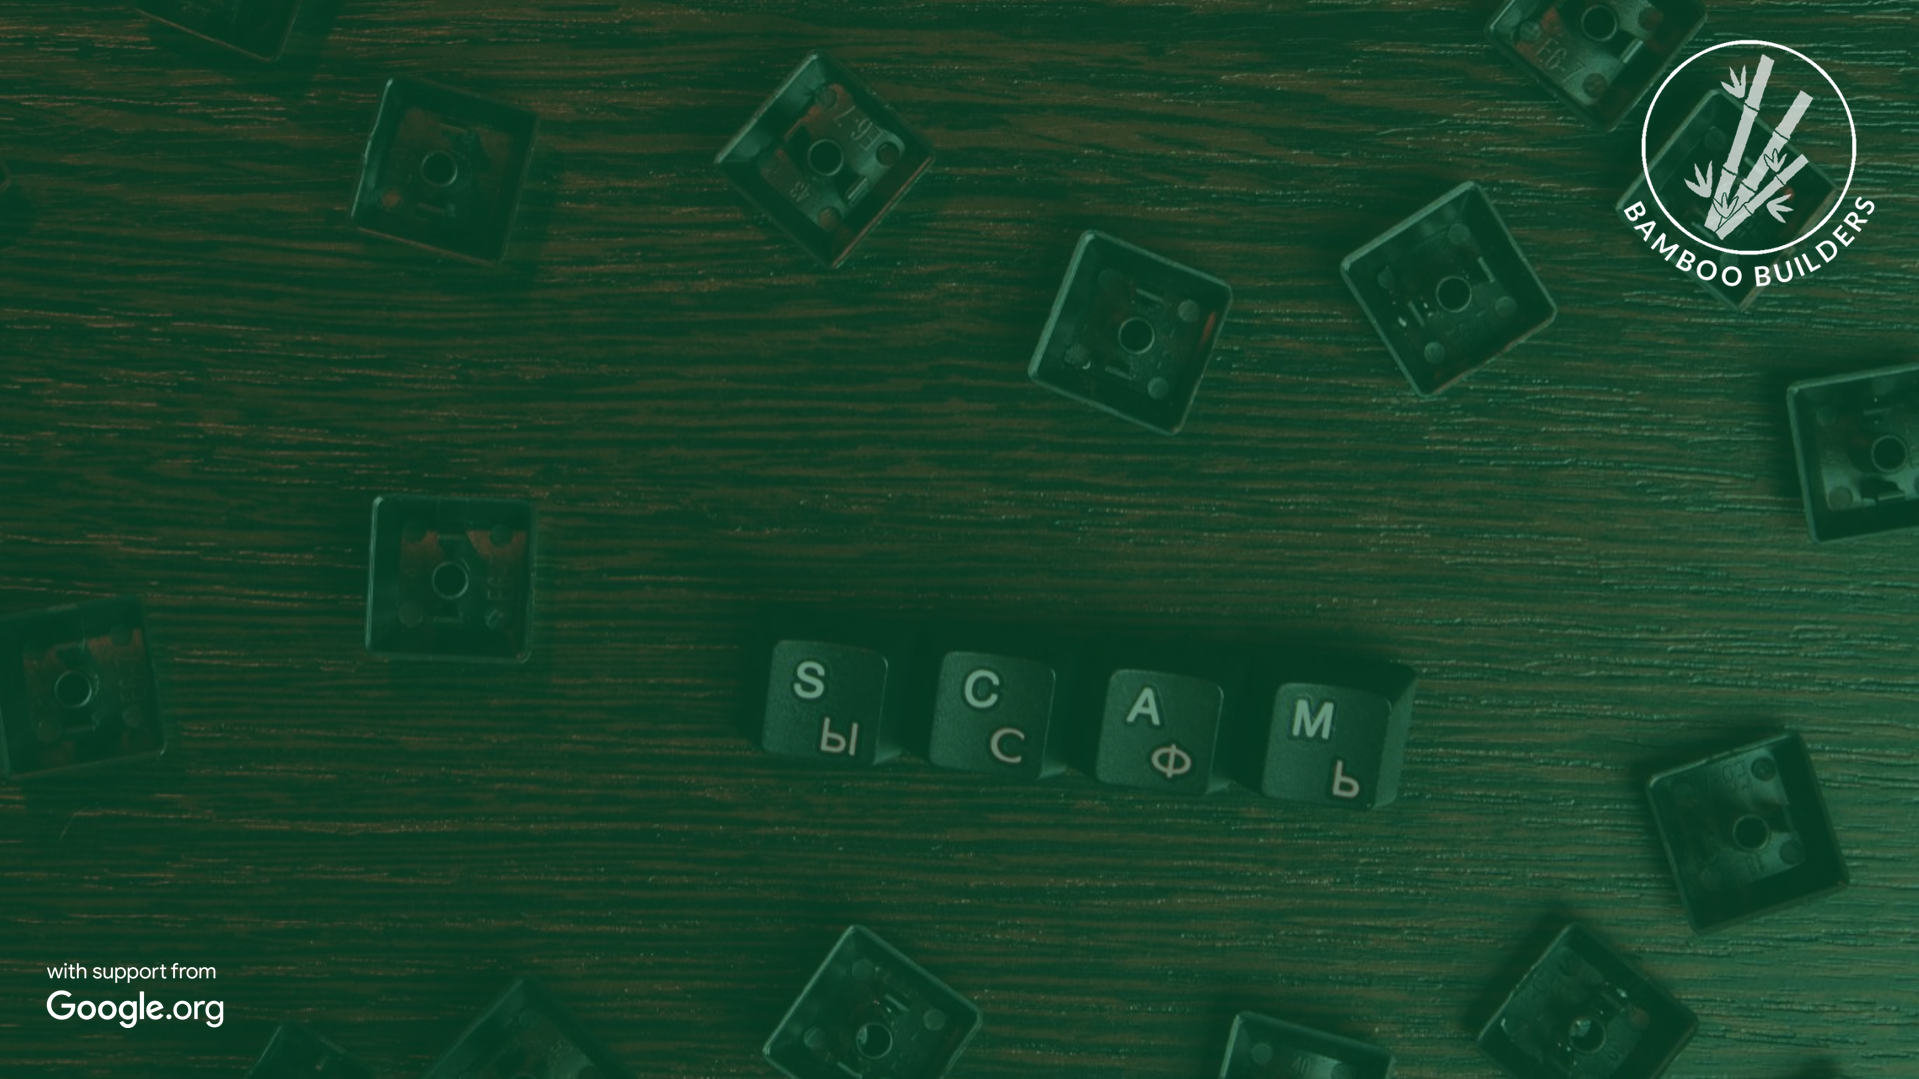 BAMBOO BUILDERS
S C A M
Ы С Ф Ь
with support from
Google.org